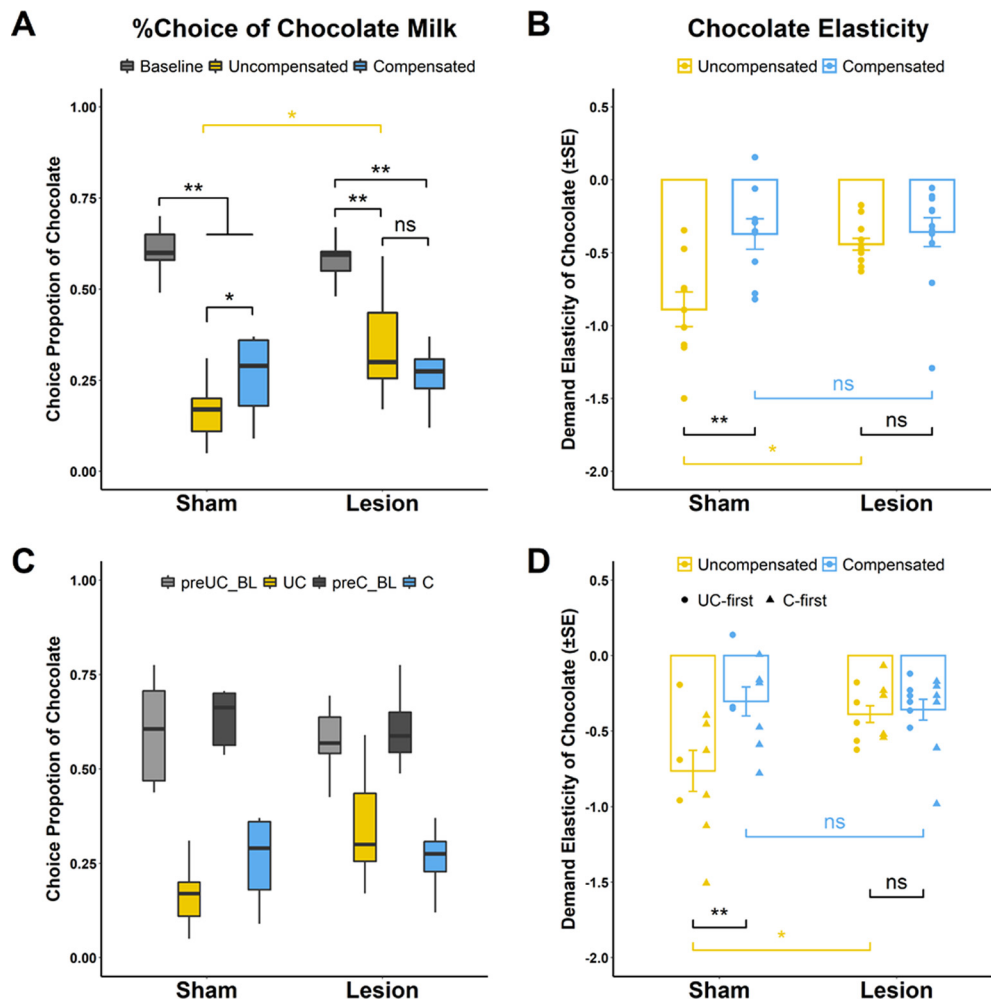 A
%Choice of Chocolate Milk
Baseline Uncompensated Compensated
Choice Propotion of Chocolate
1.00
0.75
0.50
0.25
0.00
*
**
*
**
**
ns
Sham
Lesion
B
Chocolate Elasticity
Uncompensated Compensated
Demand Elasticity of Chocolate (±SE)
0.5
0.0
-0.5
-1.0
-1.5
-2.0
ns
**
ns
*
Sham
Lesion
C
preUC_BL UC preC_BL C
Choice Propotion of Chocolate
1.00
0.75
0.50
0.25
0.00
Sham
Lesion
D
Uncompensated Compensated
UC-first C-first
Demand Elasticity of Chocolate (±SE)
0.5
0.0
-0.5
-1.0
-1.5
-2.0
ns
ns
**
*
Sham
Lesion